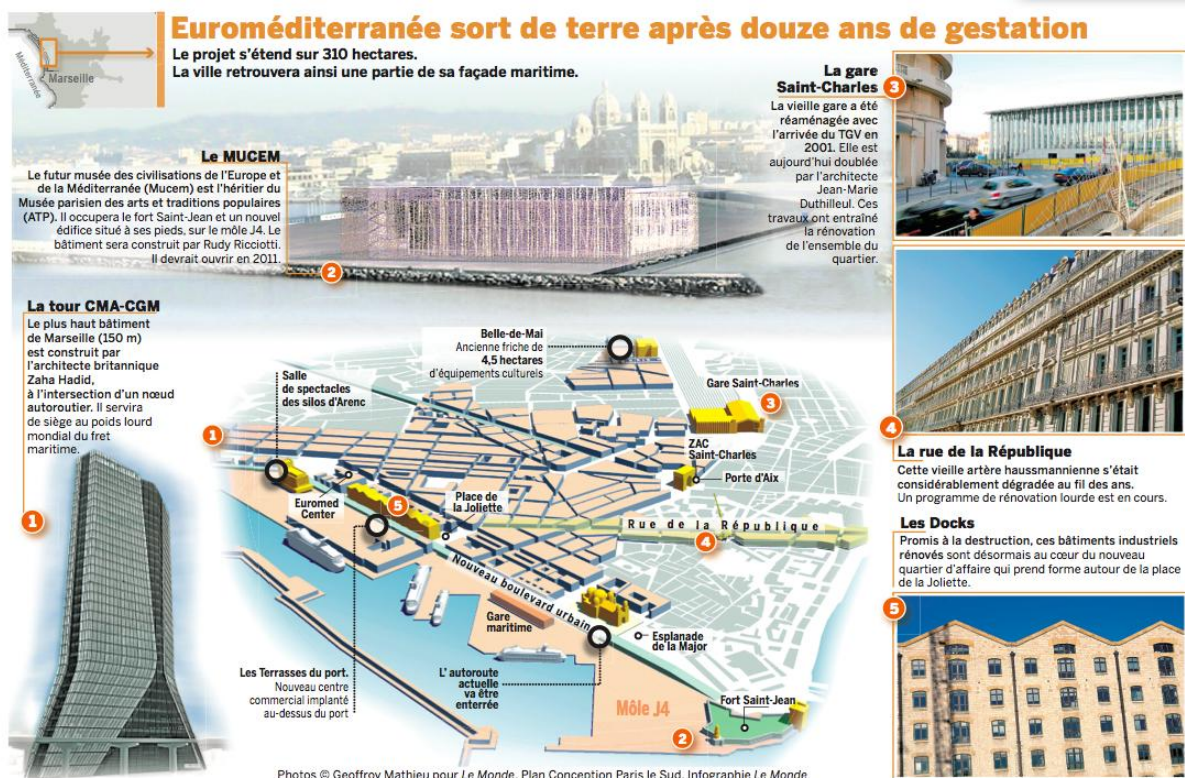 Euroméditerranée sort de terre après douze ans de gestation
Le projet s'étend sur 310 hectares.
La ville retrouvera ainsi une partie de sa façade maritime.
Méditerranée
Marseille
Le MUCEM
Le futur musée des civilisations de l'Europe et
de la Méditerranée (Mucem) est l'héritier du
Musée parisien des arts et traditions populaires
(ATP). Il occupera le fort Saint-Jean et un nouvel
édifice situé à ses pieds, sur le môle J4. Le
bâtiment sera construit par Rudy Ricciotti.
Il devrait ouvrir en 2011.
2
La gare
Saint-Charles
3
La vieille gare a été
réaménagée avec
l'arrivée du TGV en
2001. Elle est
aujourd'hui doublée
par l'architecte
Jean-Marie
Duthilleul. Ces
travaux ont entraîné
la rénovation
de l'ensemble du
quartier.
La tour CMA-CGM
Le plus haut bâtiment
de Marseille (150 m)
est construit par
l'architecte britannique
Zaha Hadid,
à l'intersection d'un nœud
autoroutier. Il servira
de siège au poids lourd
mondial du fret
maritime.
1
Belle-de-Mai
Ancienne friche de
4,5 hectares
d'équipements culturels
Salle
de spectacles
des silos d'Arenc
Gare Saint-Charles
3
1
ZAC
Saint-Charles
Porte d'Aix
Euromed
Center
5
Place de
la Joliette
Rue de la République
4
Nouveau boulevard urbain
Gare
maritime
Esplanade
de la Major
Les Terrasses du port.
Nouveau centre
commercial implanté
au-dessus du port
L'autoroute
actuelle
va être
enterrée
Môle J4
Fort Saint-Jean
2
4
La rue de la République
Cette vieille artère haussmannienne s'était
considérablement dégradée au fil des ans.
Un programme de rénovation lourde est en cours.
Les Docks
Promis à la destruction, ces bâtiments industriels
rénovés sont désormais au cœur du nouveau
quartier d'affaire qui prend forme autour de la place
de la Joliette.
5
Photos © Geoffroy Mathieu pour Le Monde. Plan Conception Paris le Sud. Infographie Le Monde